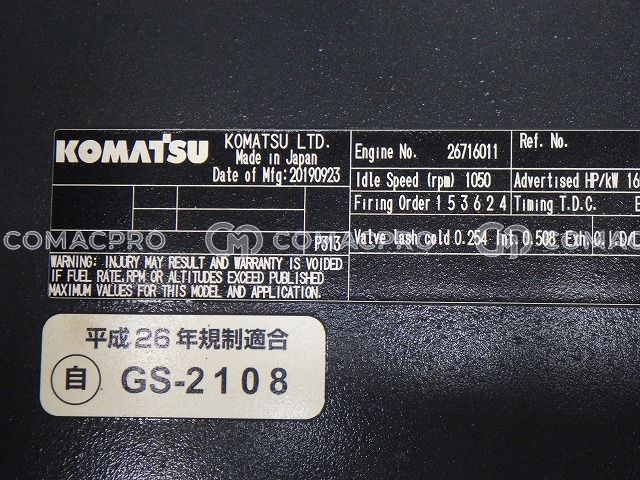 KOMATSU
KOMATSU LTD.
Made in Japan
Date of Mfg:20190923
P313
WARNING: INJURY MAY RESULT AND WARRANTY IS VOIDED
IF FUEL RATE.RPM OR ALTITUDES EXCEED PUBLISHED
MAXIMUM VALUES FOR THIS MODEL AND APPLICATION.
Engine No. 26716011 Ref. No.
Idle Speed (rpm) 1050 Advertised HP/kW 16
Firing Order 1 5 3 6 2 4 Timing T.D.C.
Valve lash cold 0.254 Int. 0.508 Exh. C.I./D.C
COMACPRO COMACPRO COMAC
平成26年規制適合
自 GS-2108